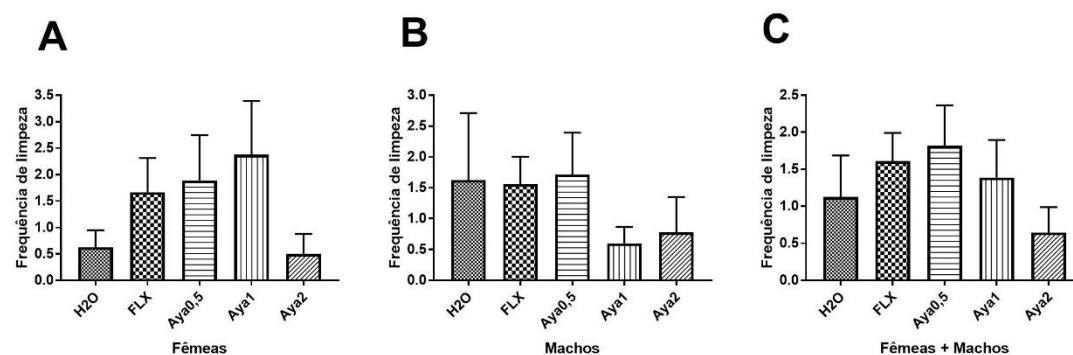 A
Frequência de limpeza
3.5
3.0
2.5
2.0
1.5
1.0
0.5
0.0
H2O
FLX
Aya0,5
Aya1
Aya2
Fêmeas
B
Frequência de limpeza
3.0
2.5
2.0
1.5
1.0
0.5
0.0
H2O
FLX
Aya0,5
Aya1
Aya2
Machos
C
Frequência de limpeza
2.5
2.0
1.5
1.0
0.5
0.0
H2O
FLX
Aya0,5
Aya1
Aya2
Fêmeas + Machos